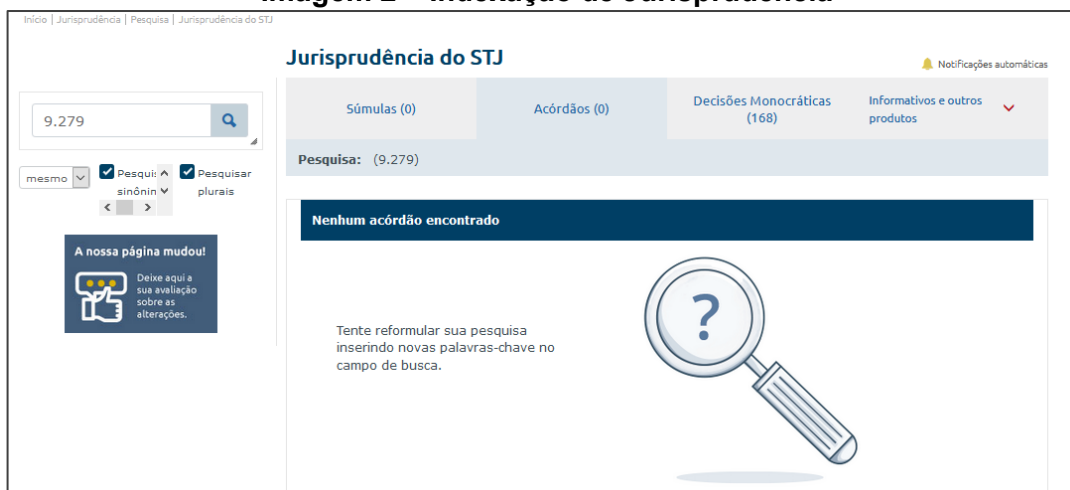 Início | Jurisprudência | Pesquisa | Jurisprudência do STJ
Jurisprudência do STJ
Notificações automáticas
9.279
Súmulas (0)
Acórdãos (0)
Decisões Monocráticas
(168)
Informativos e outros
produtos
Pesquisa: (9.279)
mesmo
Pesqui
sinônin
Pesquisar
plurais
Nenhum acórdão encontrado
A nossa página mudou!
Deixe aqui a
sua avaliação
sobre as
alterações.
Tente reformular sua pesquisa
inserindo novas palavras-chave no
campo de busca.
?